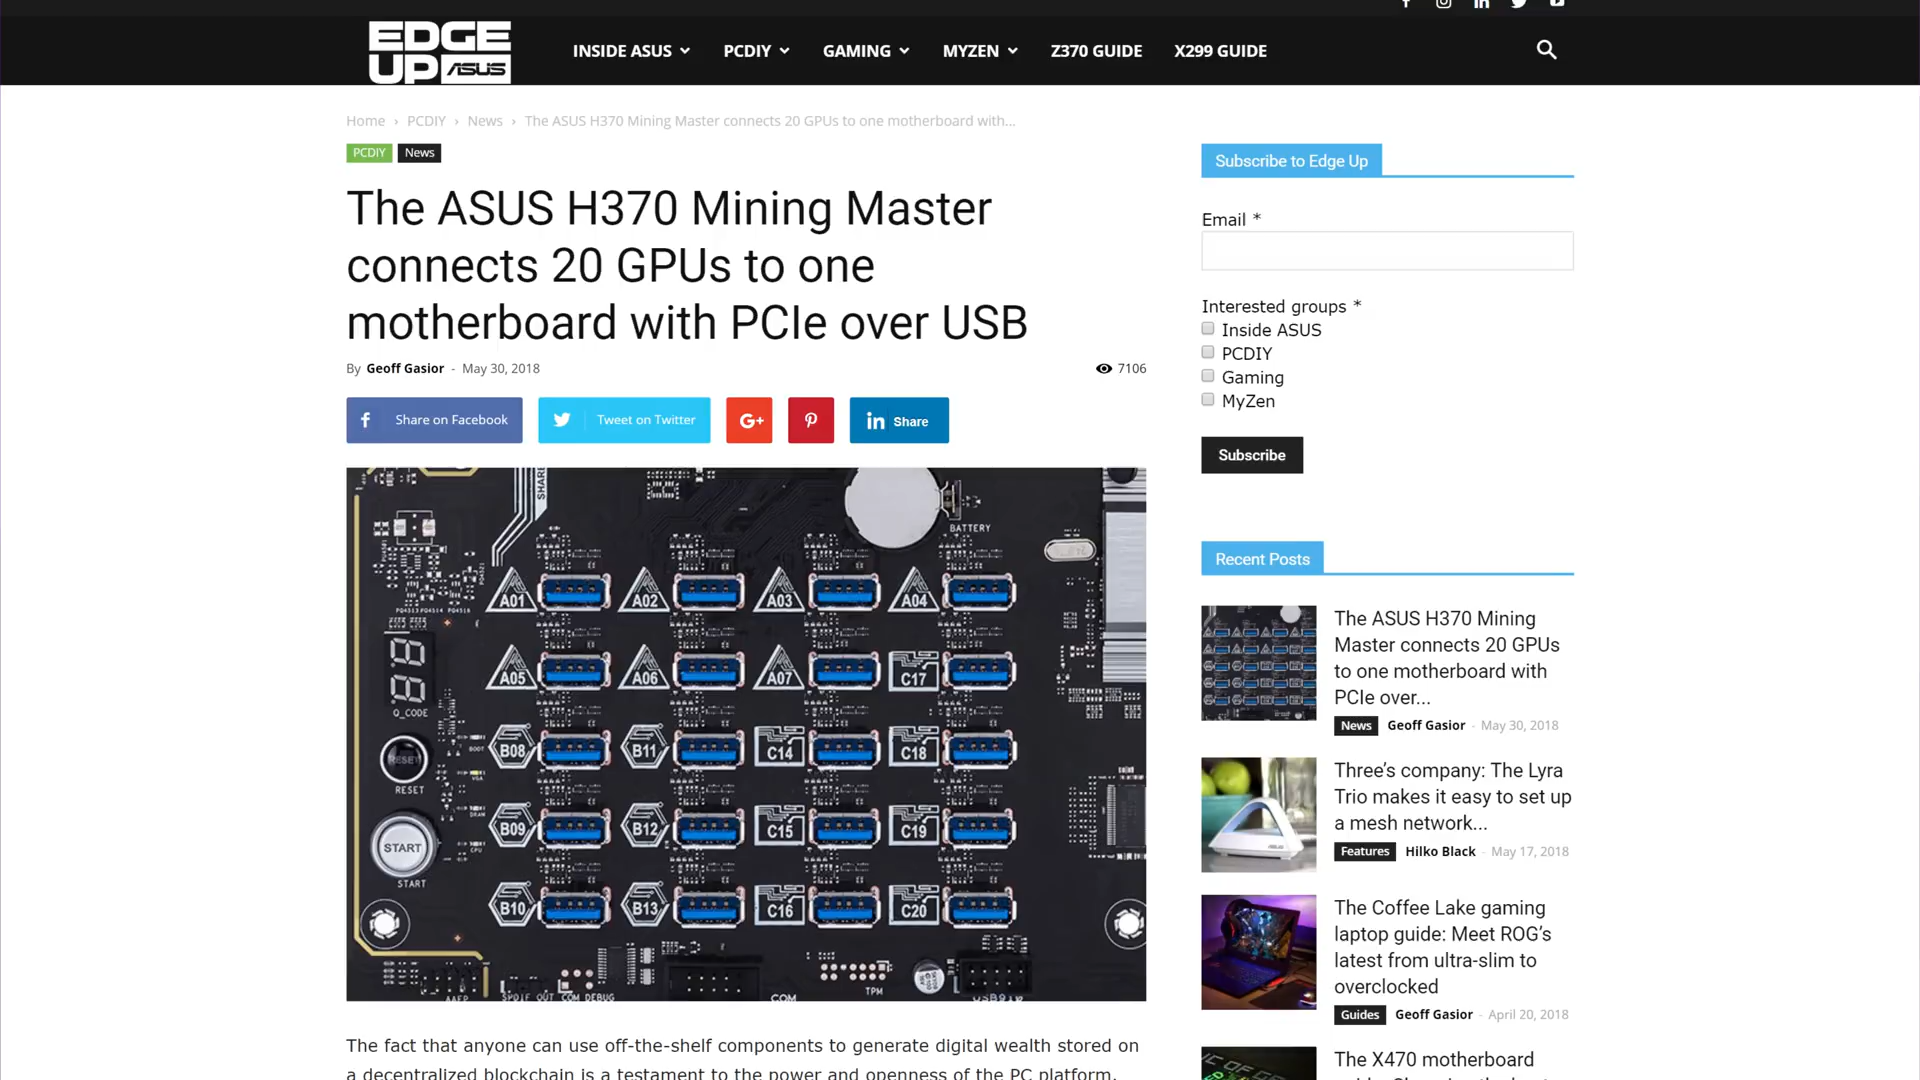 EDGE
UP ASUS
INSIDE ASUS
PCDIY
GAMING
MYZEN
Z370 GUIDE
X299 GUIDE
Home › PCDIY › News › The ASUS H370 Mining Master connects 20 GPUs to one motherboard with...
PCDIY News
The ASUS H370 Mining Master
connects 20 GPUs to one
motherboard with PCIe over USB
By Geoff Gasior - May 30, 2018
7106
Share on Facebook
Tweet on Twitter
G+
in Share
SHARE
BATTERY
A01 A02 A03 A04
A05 A06 A07 C17
Q_CODE
B08 B11 C14 C18
BOOT
VGA
RESET
RESET
B09 B12 C15 C19
DRAM
CPU
START
START
B10 B13 C16 C20
AAFP
SPDIF_OUT COM_DEBUG
COM
TPM
USB910
The fact that anyone can use off-the-shelf components to generate digital wealth stored on
a decentralized blockchain is a testament to the power and openness of the PC platform.
Subscribe to Edge Up
Email *
Interested groups *
Inside ASUS
PCDIY
Gaming
MyZen
Subscribe
Recent Posts
The ASUS H370 Mining
Master connects 20 GPUs
to one motherboard with
PCIe over...
News Geoff Gasior - May 30, 2018
Three's company: The Lyra
Trio makes it easy to set up
a mesh network...
Features Hilko Black - May 17, 2018
The Coffee Lake gaming
laptop guide: Meet ROG's
latest from ultra-slim to
overclocked
Guides Geoff Gasior - April 20, 2018
The X470 motherboard